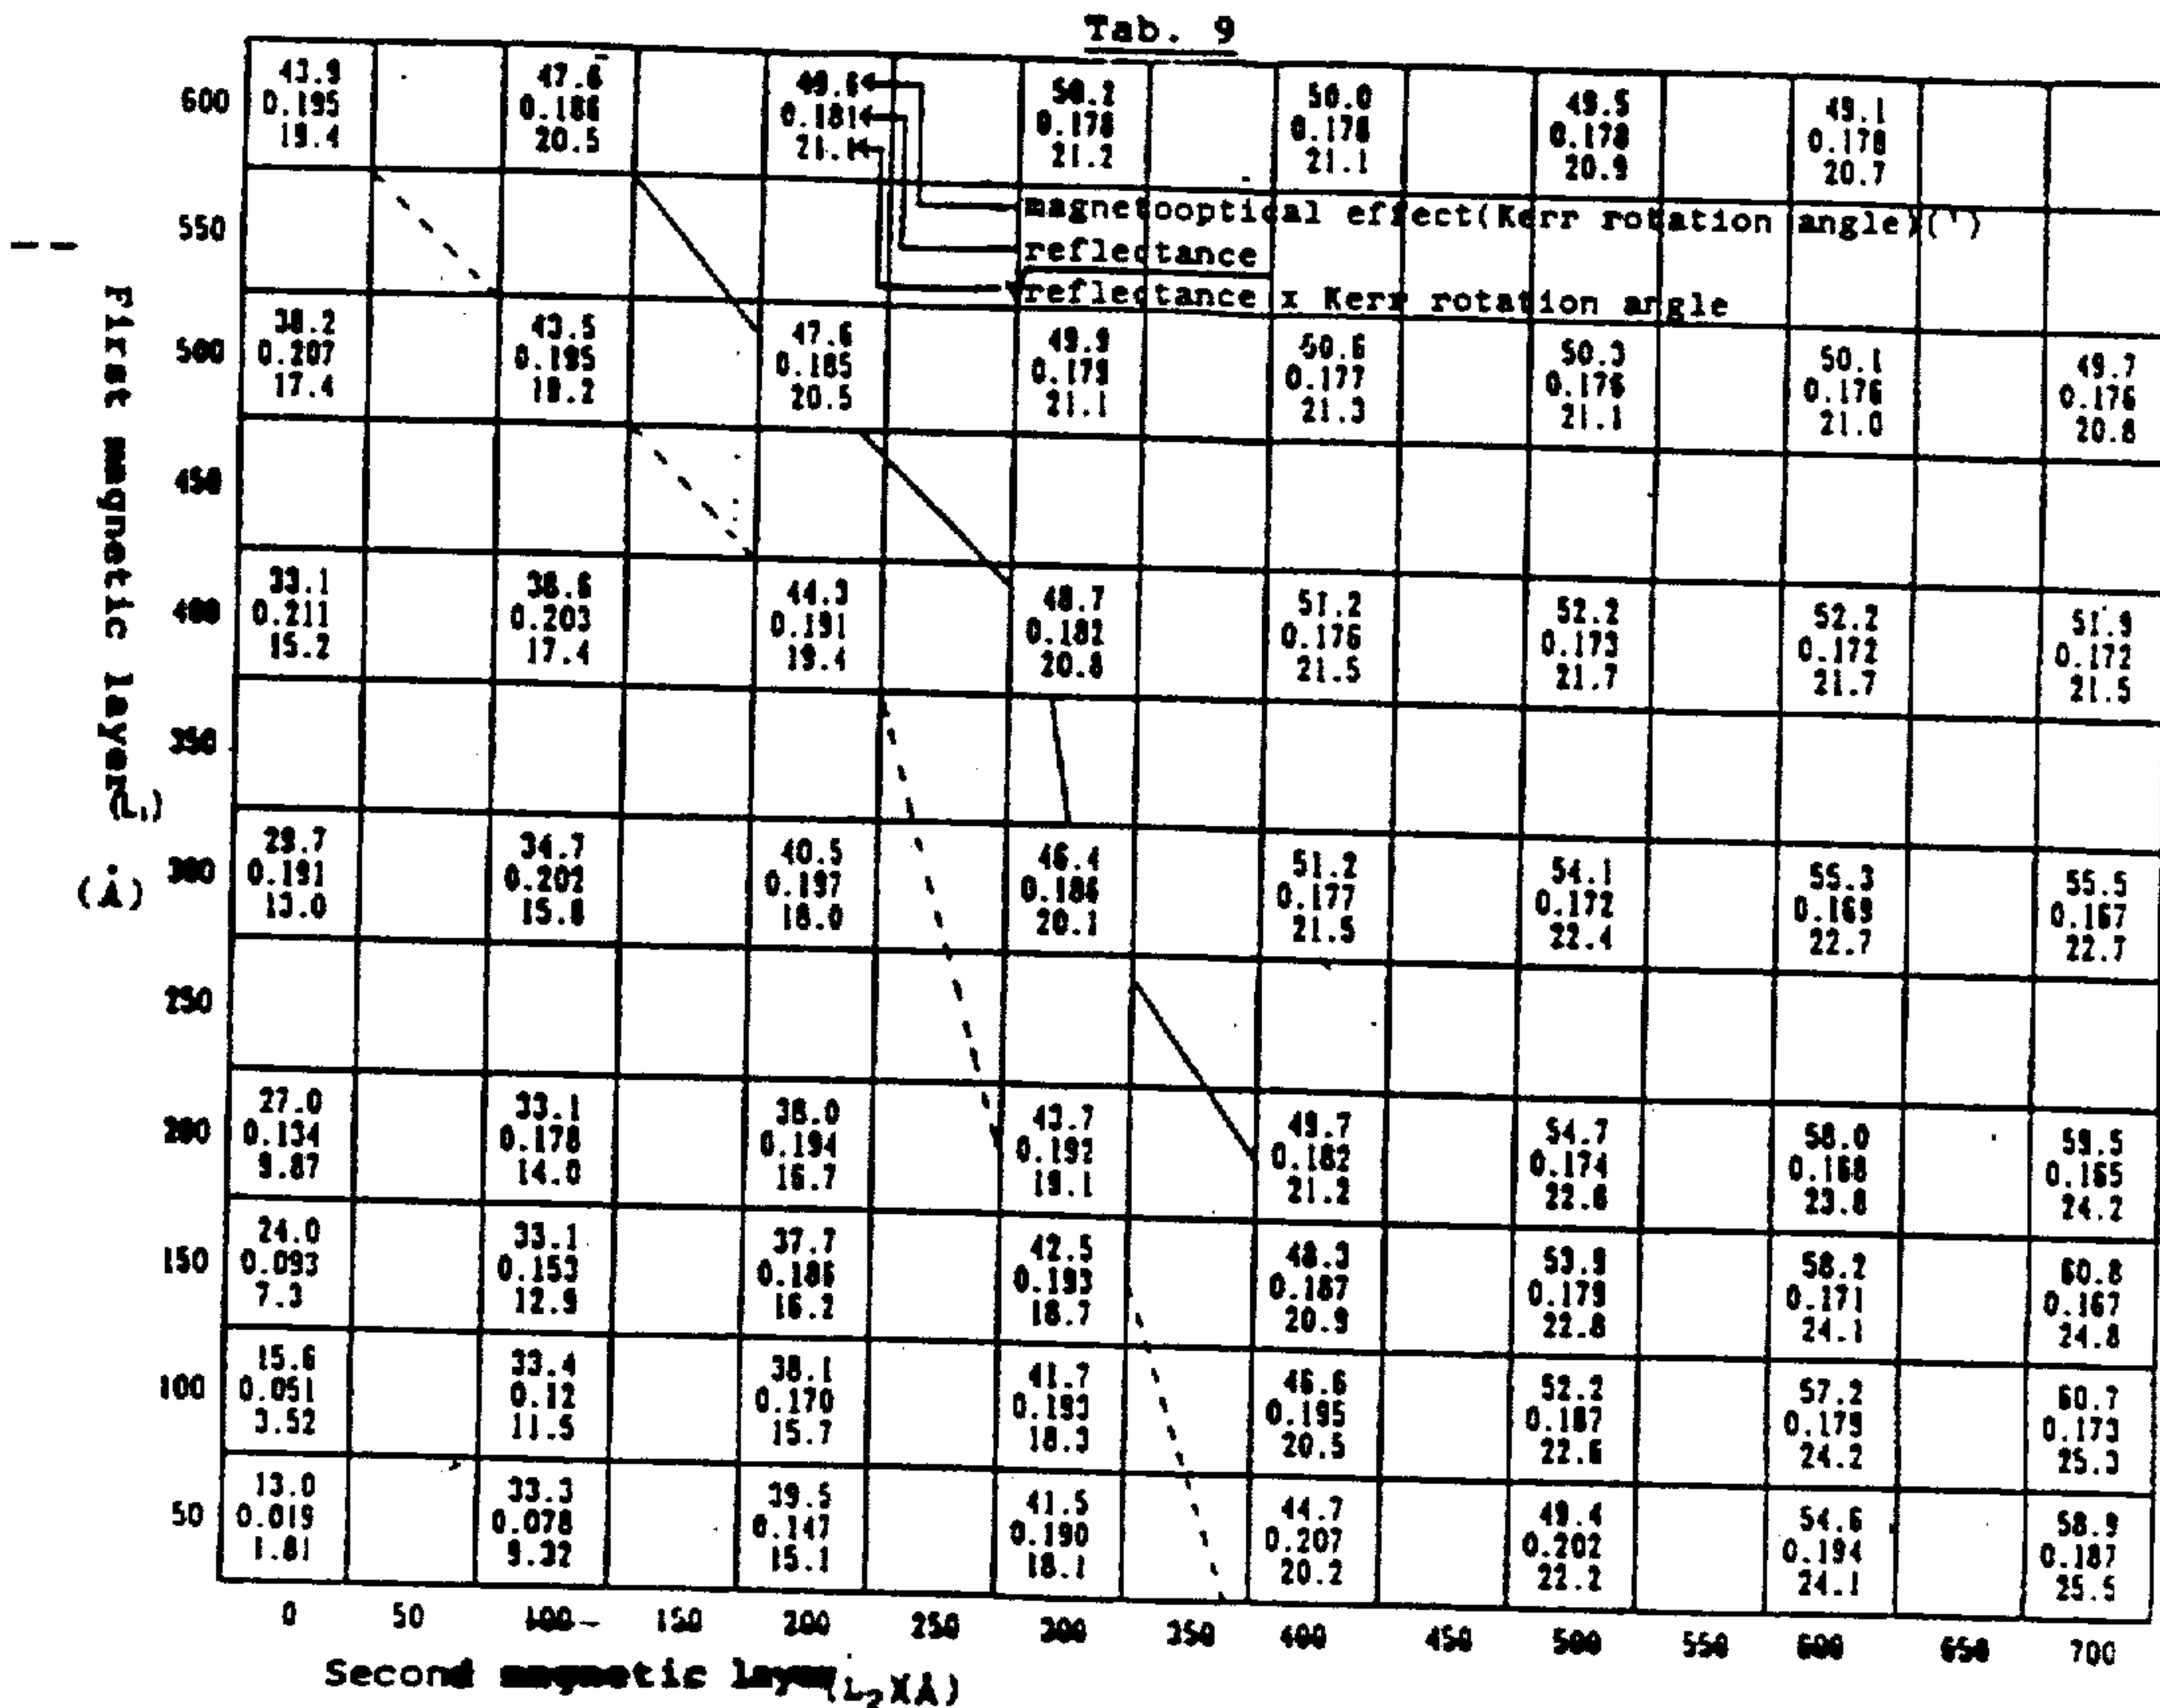 Tab. 9
600
43.9 47.6 49.6 50.2 50.0 49.5 49.1
0.195 0.186 0.181 0.178 0.178 0.178 0.178
19.4 20.5 21.1 21.2 21.1 20.9 20.7
550
magnetooptical effect(Kerr rotation angle)(')
reflectance
√reflectance x Kerr rotation angle
500
38.2 43.5 47.6 49.9 50.6 50.3 50.1 49.7
0.207 0.195 0.185 0.179 0.177 0.176 0.176 0.176
17.4 19.2 20.5 21.1 21.3 21.1 21.0 20.8
450
400
33.1 38.6 44.3 48.7 51.2 52.2 52.2 51.9
0.211 0.203 0.191 0.182 0.176 0.173 0.172 0.172
15.2 17.4 19.4 20.8 21.5 21.7 21.7 21.5
350
300
29.7 34.7 40.5 46.4 51.2 54.1 55.3 55.5
0.191 0.202 0.197 0.186 0.177 0.172 0.169 0.167
13.0 15.6 18.0 20.1 21.5 22.4 22.7 22.7
250
200
27.0 33.1 38.0 43.7 49.7 54.7 58.0 59.5
0.134 0.178 0.194 0.192 0.182 0.174 0.168 0.165
9.87 14.0 16.7 19.1 21.2 22.8 23.8 24.2
150
24.0 33.1 37.7 42.5 48.3 53.9 58.2 60.8
0.093 0.153 0.186 0.193 0.187 0.179 0.171 0.167
7.3 12.9 16.2 18.7 20.9 22.8 24.1 24.8
100
15.6 33.4 38.1 41.7 46.6 52.2 57.2 60.7
0.051 0.12 0.170 0.193 0.195 0.187 0.179 0.173
3.52 11.5 15.7 18.3 20.5 22.6 24.2 25.3
50
13.0 33.3 39.5 41.5 44.7 49.4 54.6 58.9
0.019 0.078 0.147 0.190 0.207 0.202 0.194 0.187
1.81 9.32 15.1 18.1 20.2 22.2 24.1 25.5
0 50 100 150 200 250 300 350 400 450 500 550 600 650 700
First magnetic layer
(Å)
Second magnetic layer (L₂)(Å)